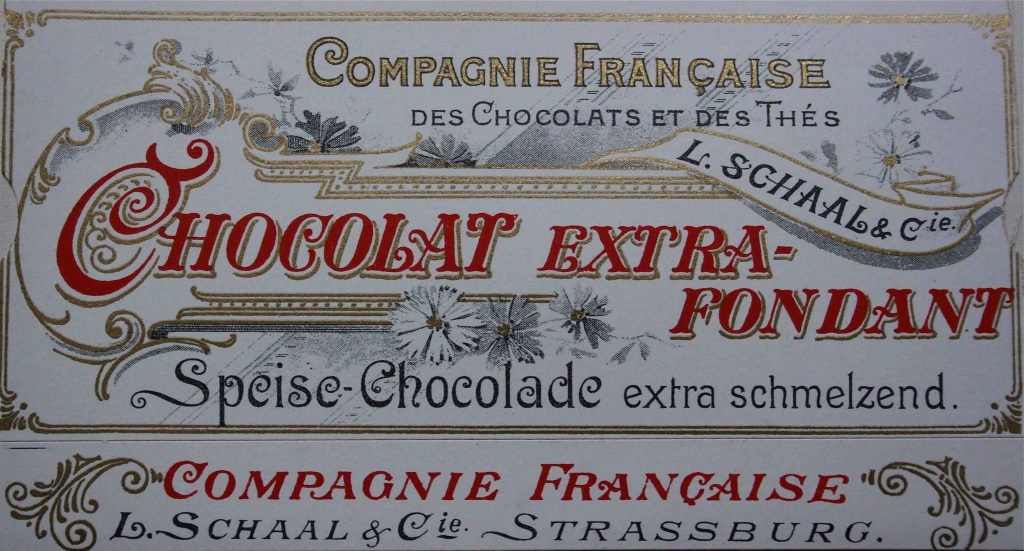 COMPAGNIE FRANÇAISE
DES CHOCOLATS ET DES THÉS
L. SCHAAL & Cie.
CHOCOLAT EXTRA-
FONDANT
Speise-Chocolade extra schmelzend.
COMPAGNIE FRANÇAISE
L. SCHAAL & Cie. STRASSBURG.